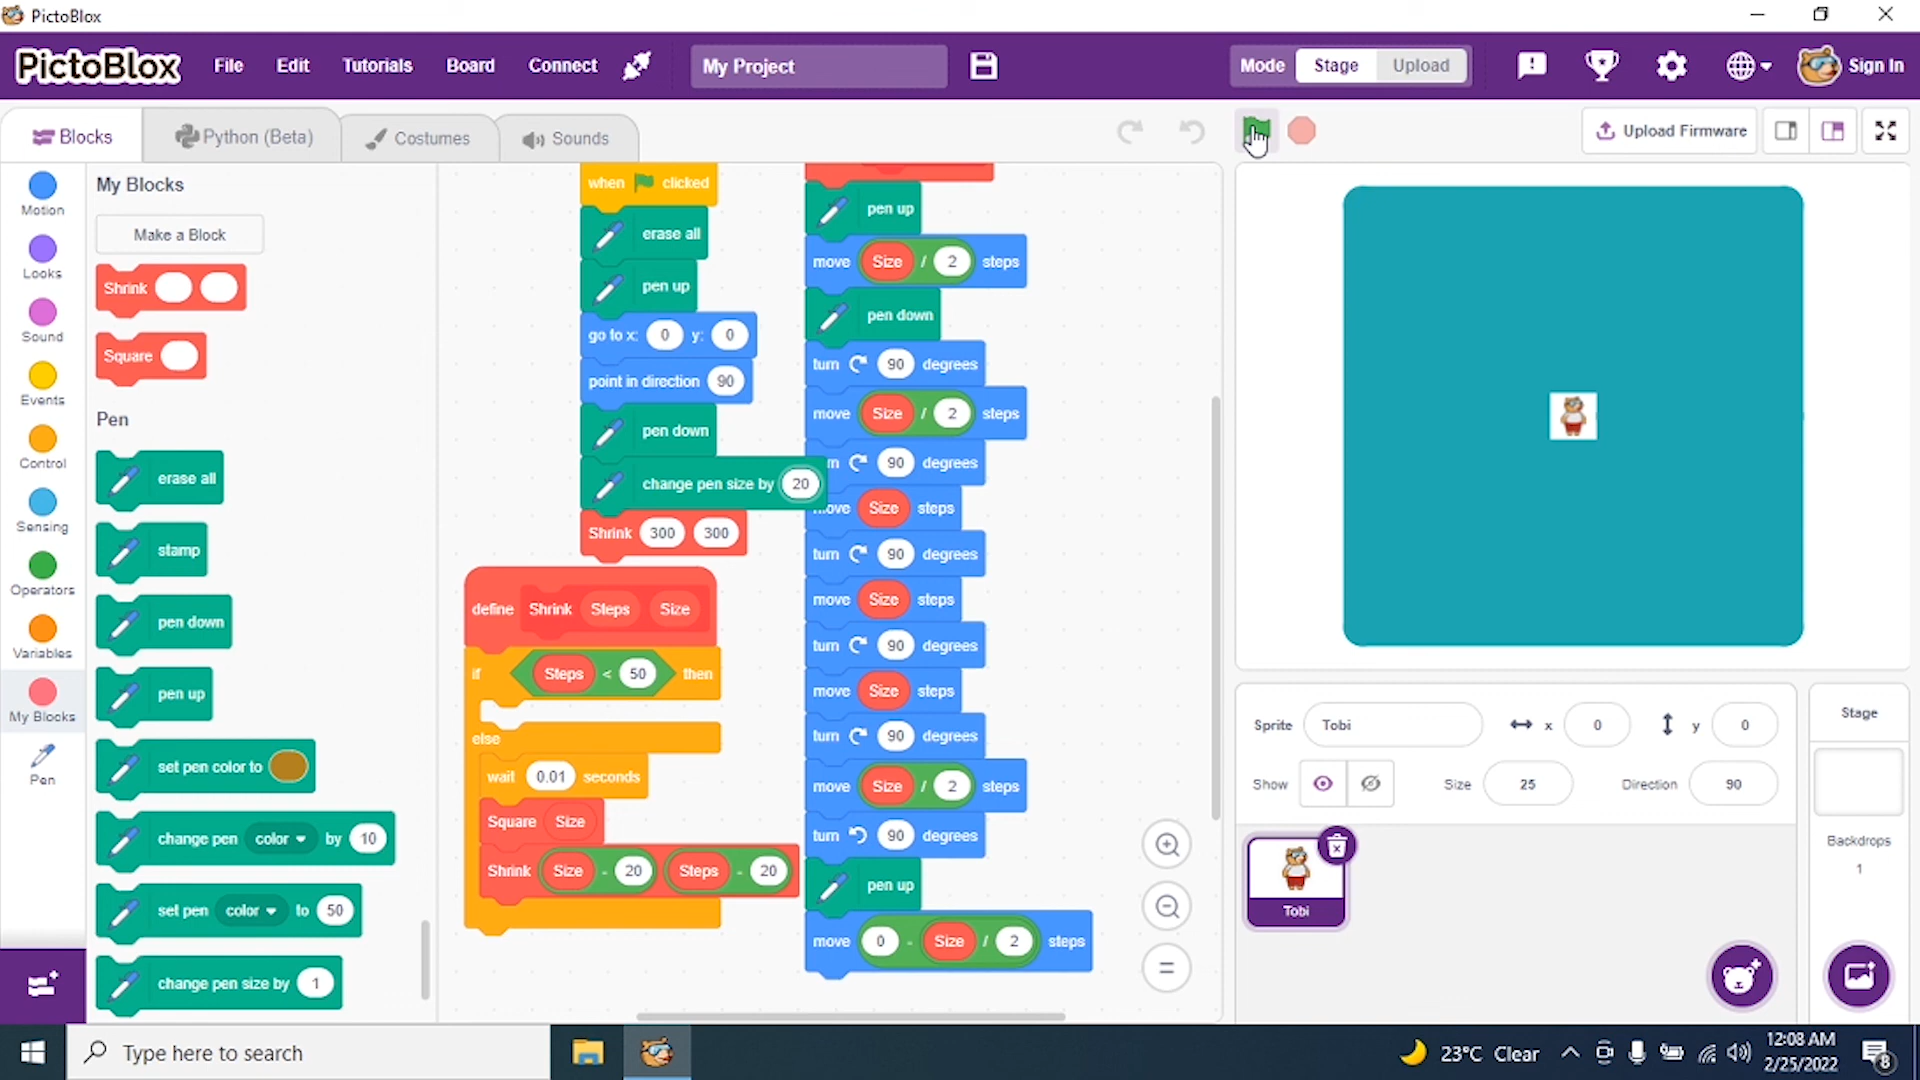 PictoBlox
PictoBlox File Edit Tutorials Board Connect My Project Mode Stage Upload Sign In
Blocks Python (Beta) Costumes Sounds Upload Firmware
Motion
Looks
Sound
Events
Control
Sensing
Operators
Variables
My Blocks
Pen
My Blocks
Make a Block
Shrink
Square
Pen
erase all
stamp
pen down
pen up
set pen color to
change pen color by 10
set pen color to 50
change pen size by 1
when clicked
erase all
pen up
go to x: 0 y: 0
point in direction 90
pen down
change pen size by 20
Shrink 300 300
define Shrink Steps Size
if Steps < 50 then
else
wait 0.01 seconds
Square Size
Shrink Size - 20 Steps - 20
pen up
move Size / 2 steps
pen down
turn 90 degrees
move Size / 2 steps
90 degrees
move Size steps
turn 90 degrees
move Size steps
turn 90 degrees
move Size steps
turn 90 degrees
move Size / 2 steps
turn 90 degrees
pen up
move 0 - Size / 2 steps
Sprite Tobi x 0 y 0
Show Size 25 Direction 90
Tobi
Stage
Backdrops
1
Type here to search
23°C Clear
12:08 AM
2/25/2022
8